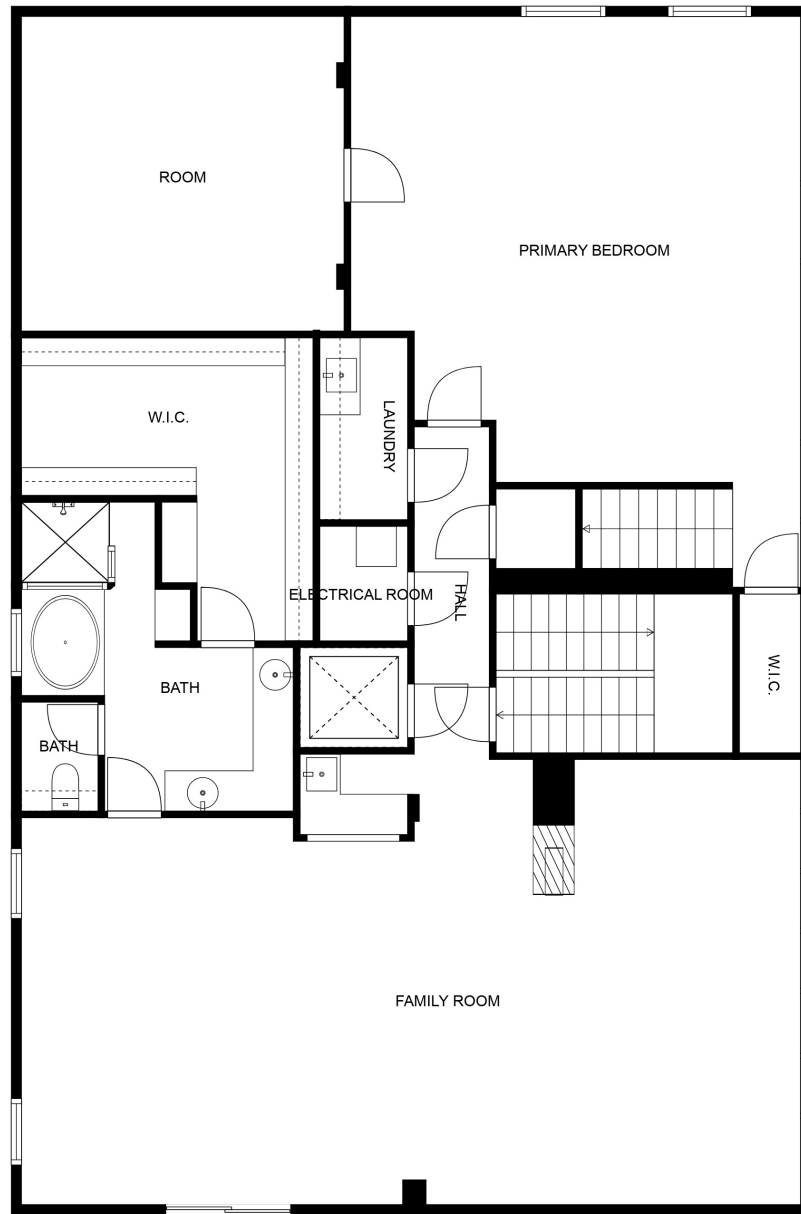 ROOM
PRIMARY BEDROOM
W.I.C.
LAUNDRY
ELECTRICAL ROOM
HALL
W.I.C.
BATH
BATH
FAMILY ROOM